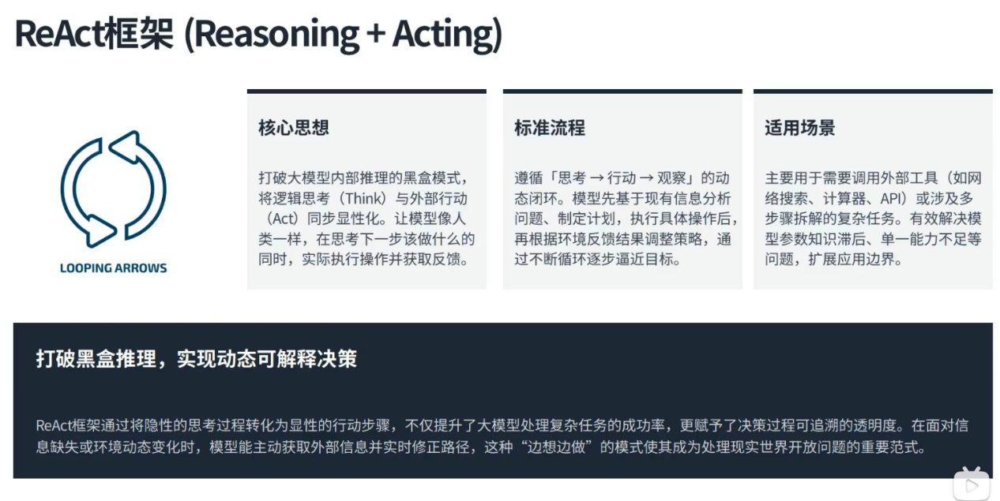 ReAct框架 (Reasoning + Acting)
LOOPING ARROWS
核心思想
打破大模型内部推理的黑盒模式，
将逻辑思考（Think）与外部行动
（Act）同步显性化。让模型像人
类一样，在思考下一步该做什么的
同时，实际执行操作并获取反馈。
标准流程
遵循「思考 → 行动 → 观察」的动
态闭环。模型先基于现有信息分析
问题、制定计划，执行具体操作后，
再根据环境反馈结果调整策略，通
过不断循环逐步逼近目标。
适用场景
主要用于需要调用外部工具（如网
络搜索、计算器、API）或涉及多
步骤拆解的复杂任务。有效解决模
型参数知识滞后、单一能力不足等
问题，扩展应用边界。
打破黑盒推理，实现动态可解释决策
ReAct框架通过将隐性的思考过程转化为显性的行动步骤，不仅提升了大模型处理复杂任务的成功率，更赋予了决策过程可追溯的透明度。在面对信
息缺失或环境动态变化时，模型能主动获取外部信息并实时修正路径，这种“边想边做”的模式使其成为处理现实世界开放问题的重要范式。